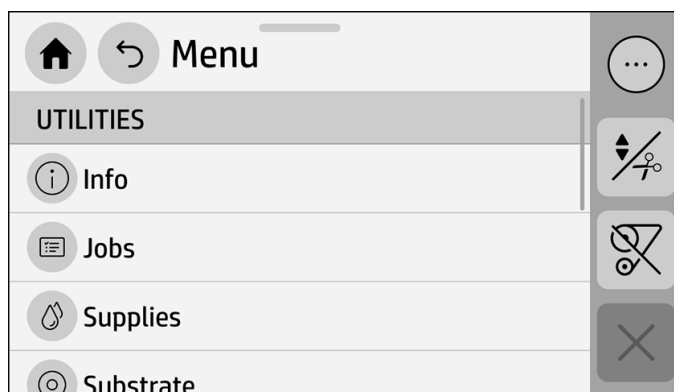 Menu
UTILITIES
Info
Jobs
Supplies
Substrate